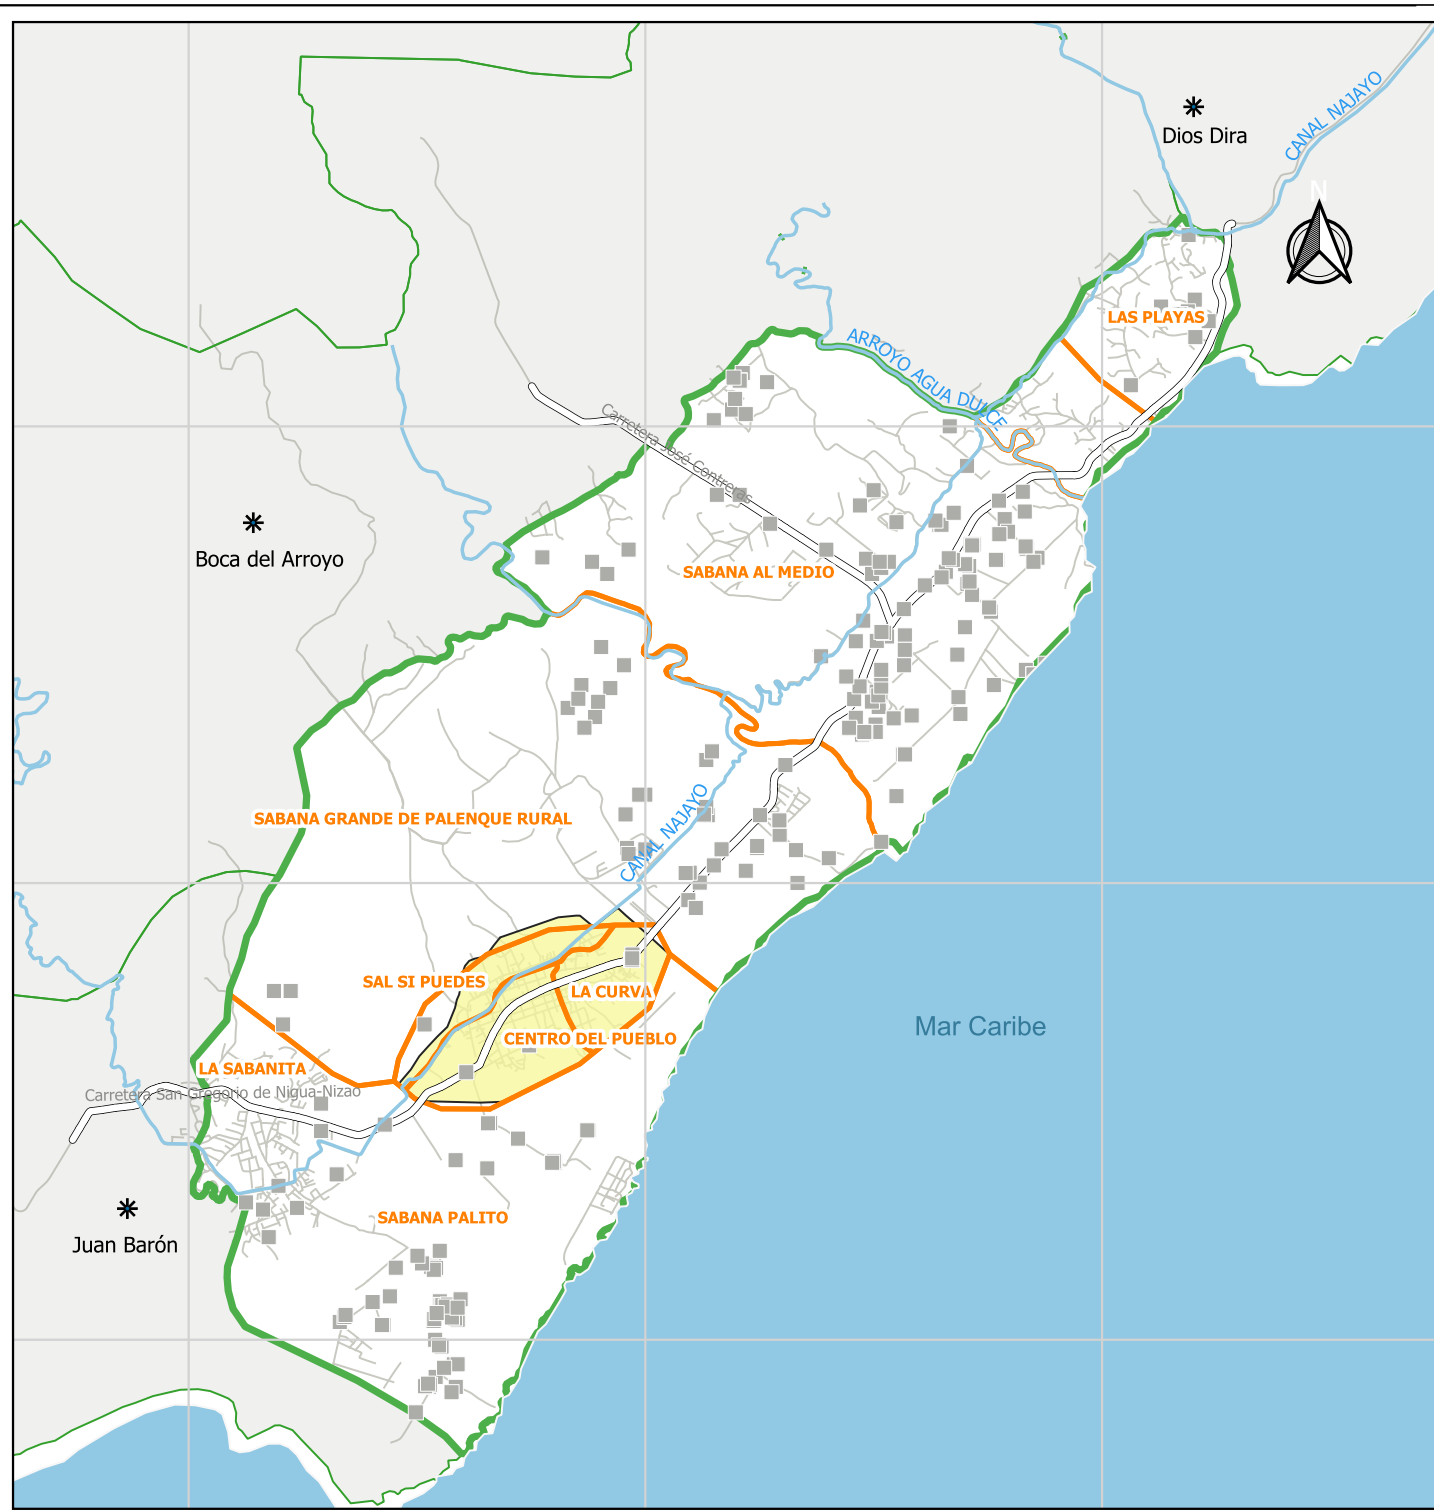 CANAL NAJAYO
Dios Dira
N
LAS PLAYAS
ARROYO AGUA DULCE
Carretera José Contreras
Boca del Arroyo
SABANA AL MEDIO
SABANA GRANDE DE PALENQUE RURAL
CANAL NAJAYO
SAL SI PUEDES
LA CURVA
Mar Caribe
CENTRO DEL PUEBLO
LA SABANITA
Carretera San Gregorio de Nigua-Nizao
SABANA PALITO
Juan Barón